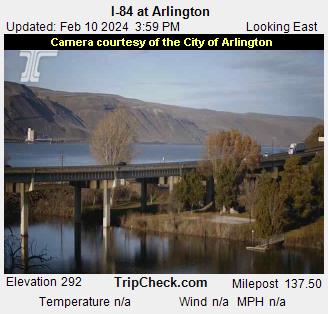 I-84 at Arlington
Updated: Feb 10 2024 3:59 PM Looking East
Camera courtesy of the City of Arlington
Elevation 292 TripCheck.com Milepost 137.50
Temperature n/a Wind n/a MPH n/a